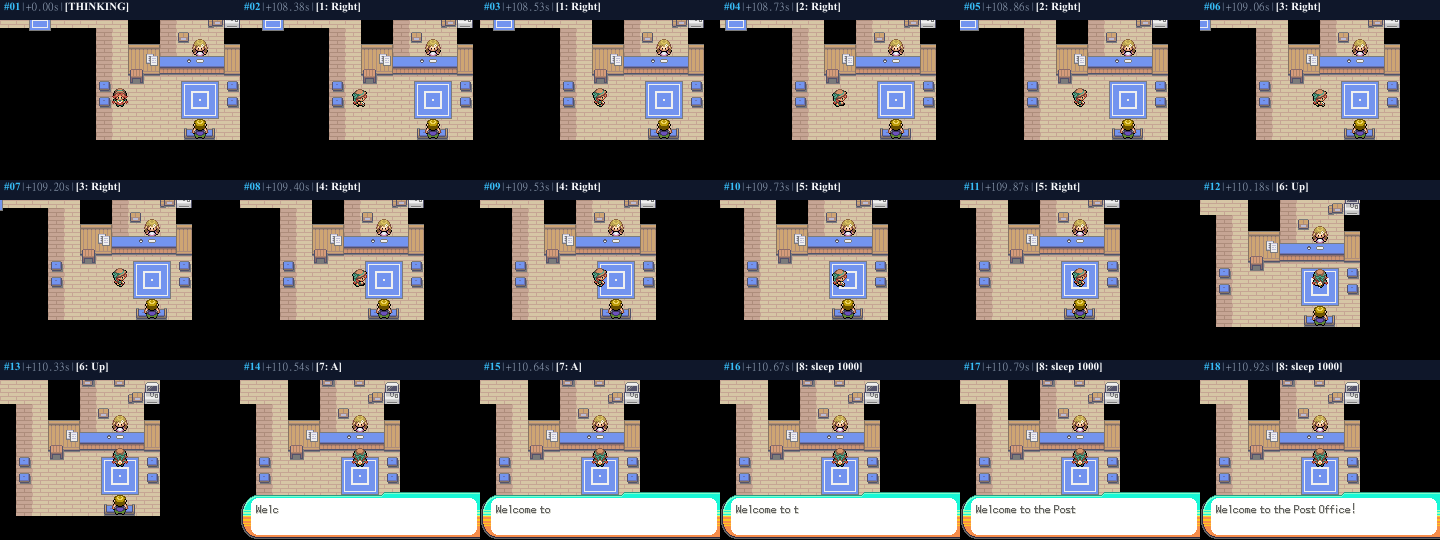 #01|+0.00s|[THINKING] #02|+108.38s|[1: Right] #03|+108.53s|[1: Right] #04|+108.73s|[2: Right] #05|+108.86s|[2: Right] #06|+109.06s|[3: Right]
#07|+109.20s|[3: Right] #08|+109.40s|[4: Right] #09|+109.53s|[4: Right] #10|+109.73s|[5: Right] #11|+109.87s|[5: Right] #12|+110.18s|[6: Up]
#13|+110.33s|[6: Up] #14|+110.54s|[7: A] #15|+110.64s|[7: A] #16|+110.67s|[8: sleep 1000] #17|+110.79s|[8: sleep 1000] #18|+110.92s|[8: sleep 1000]
Welc Welcome to Welcome to t Welcome to the Post Welcome to the Post Office!